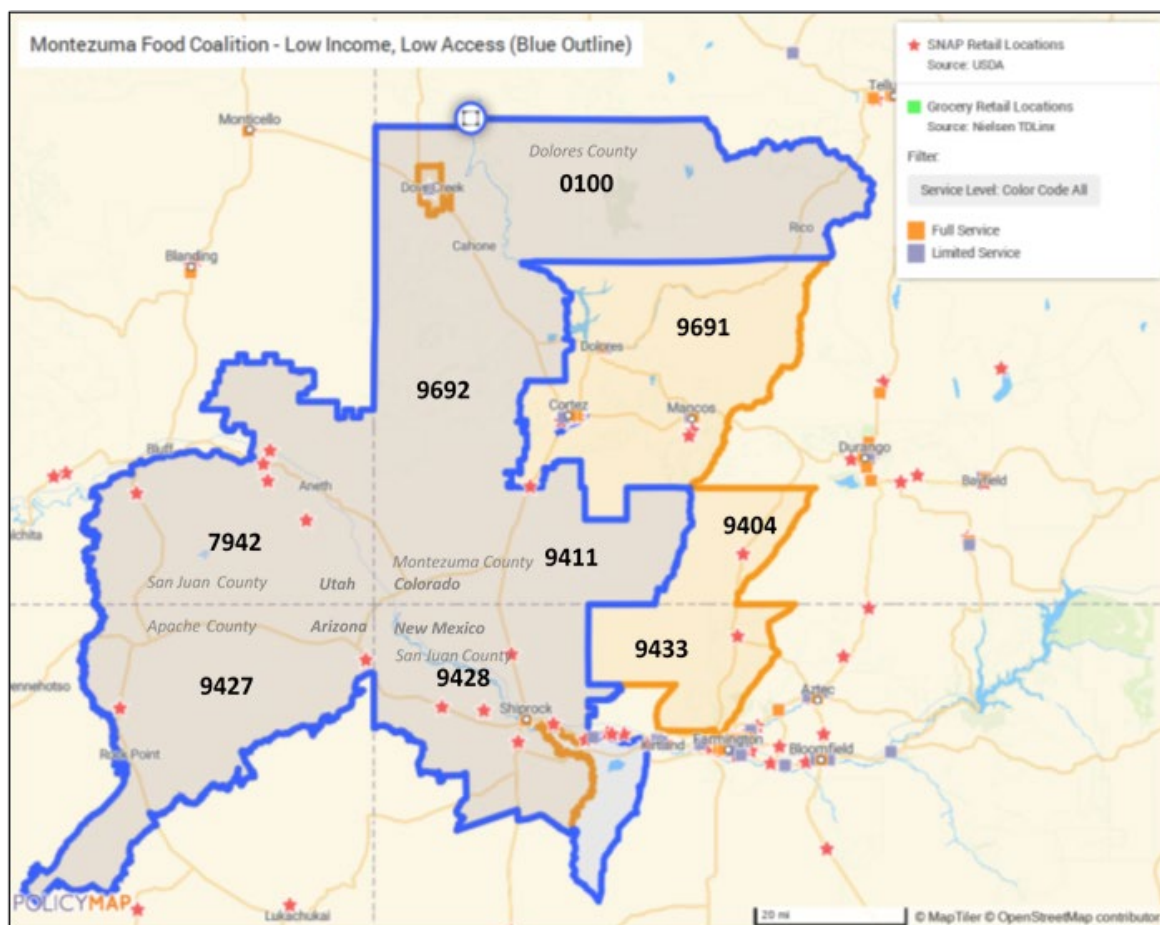 Montezuma Food Coalition - Low Income, Low Access (Blue Outline)
SNAP Retail Locations
Source: USDA
Grocery Retail Locations
Source: Nielsen TDLinx
Filter:
Service Level: Color Code All
Full Service
Limited Service
Monticello
Dolores County
0100
Dove Creek
Cahone
Rico
Blanding
9691
Dolores
9692
Cortez
Mancos
Durango
Bayfield
Bluff
Aneth
9404
7942
9411
Montezuma County
San Juan County
Utah
Colorado
Apache County
Arizona
New Mexico
San Juan County
9433
9427
9428
Aztec
Shiprock
Kirtland
Farmington
Bloomfield
Rock Point
POLICYMAP
Lukachukai
20 mi
© MapTiler © OpenStreetMap contributor